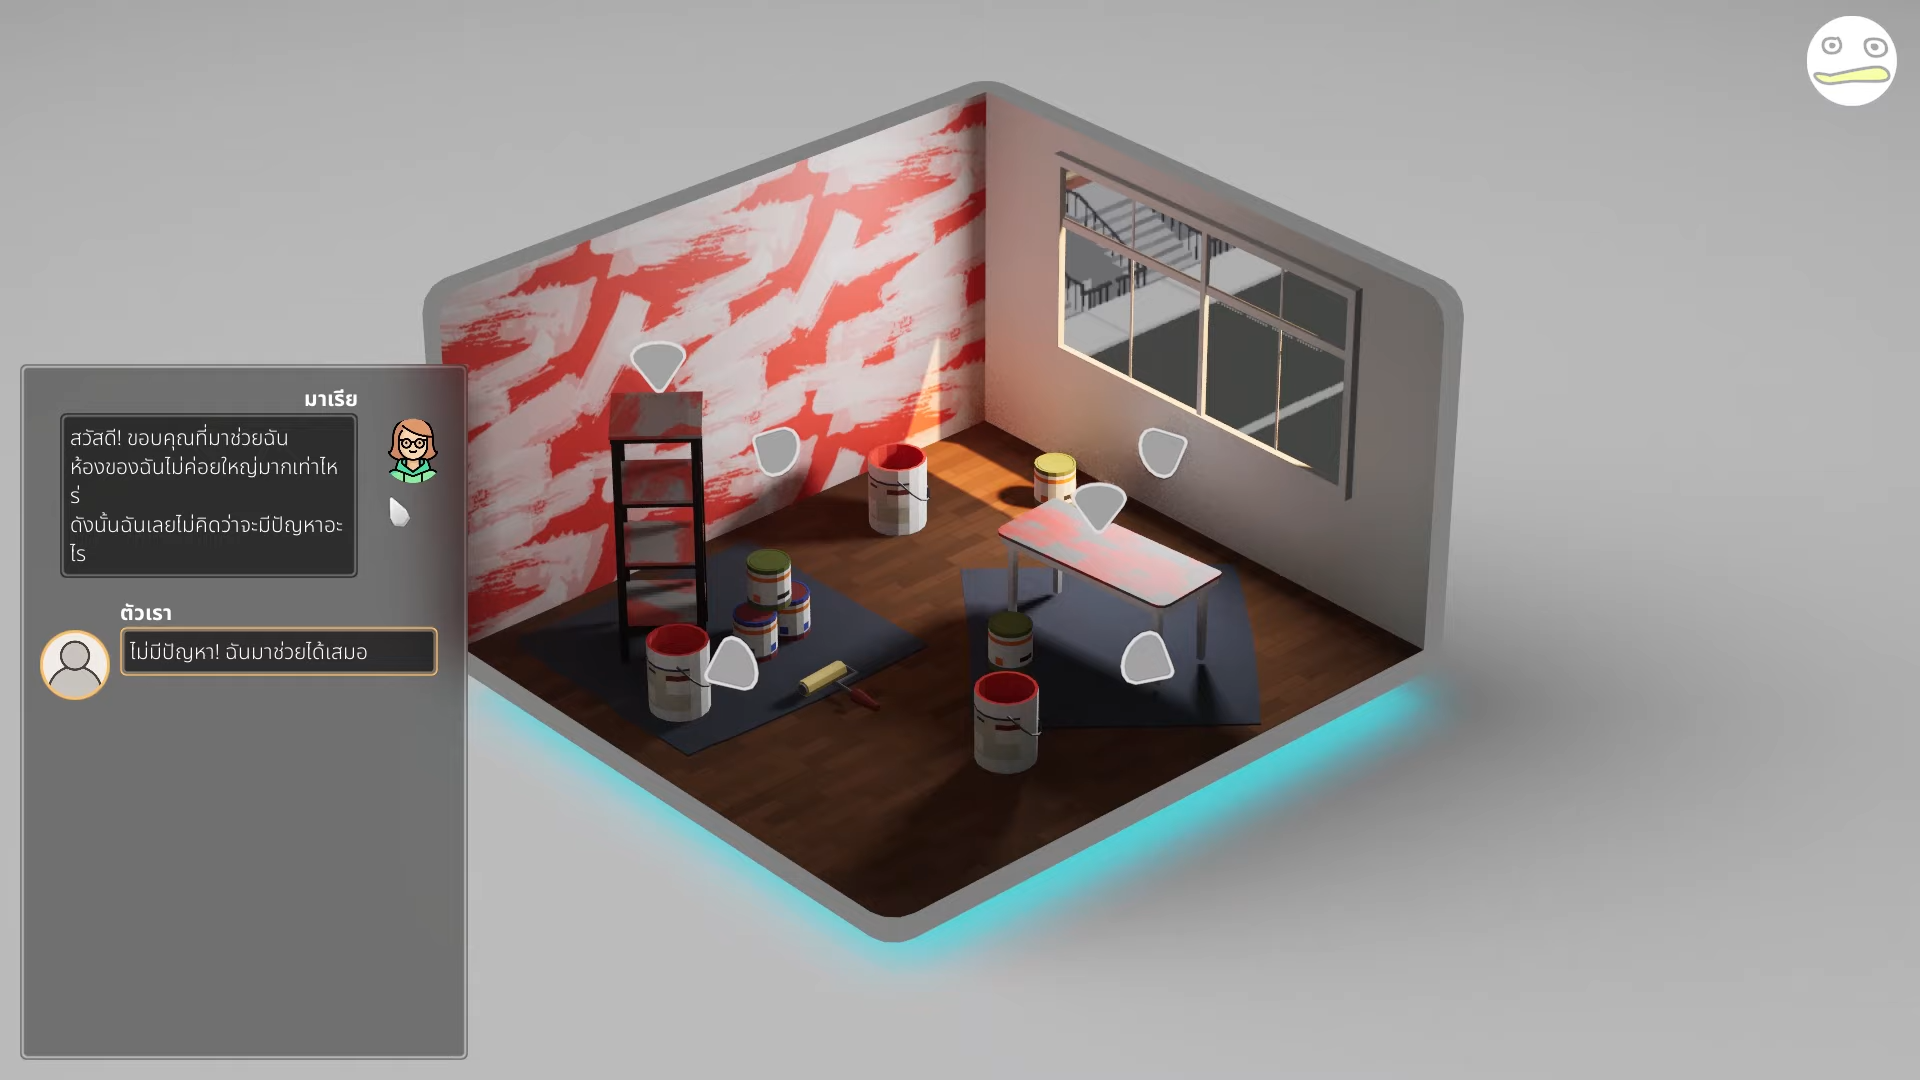 มาเรีย
สวัสดี! ขอบคุณที่มาช่วยฉัน
ห้องของฉันไม่ค่อยใหญ่มากเท่าไห
ร่
ดังนั้นฉันเลยไม่คิดว่าจะมีปัญหาอะ
ไร
ตัวเรา
ไม่มีปัญหา! ฉันมาช่วยได้เสมอ